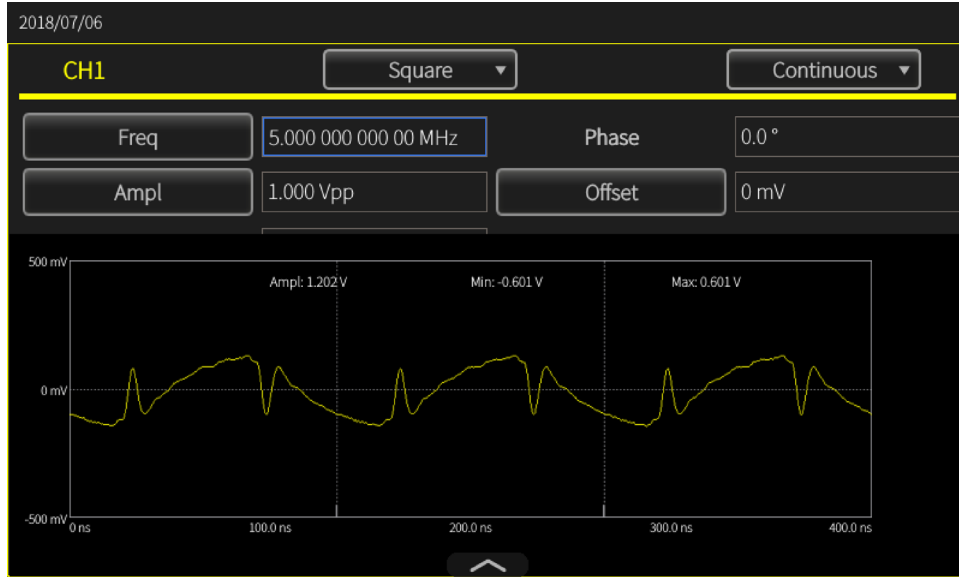 2018/07/06
CH1 Square Continuous
Freq 5.000 000 000 00 MHz Phase 0.0 °
Ampl 1.000 Vpp Offset 0 mV
500 mV
Ampl: 1.202 V Min: -0.601 V Max: 0.601 V
0 mV
-500 mV
0 ns 100.0 ns 200.0 ns 300.0 ns 400.0 ns